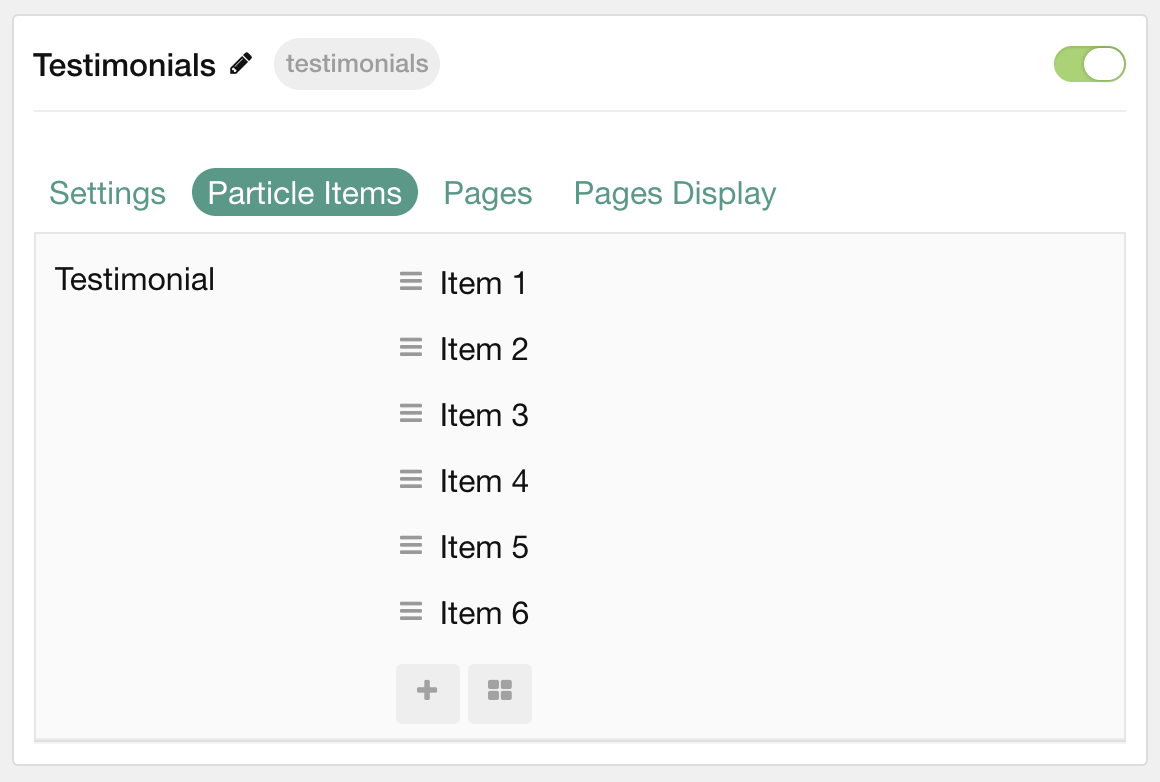 Testimonials testimonials
Settings Particle Items Pages Pages Display
Testimonial
Item 1
Item 2
Item 3
Item 4
Item 5
Item 6